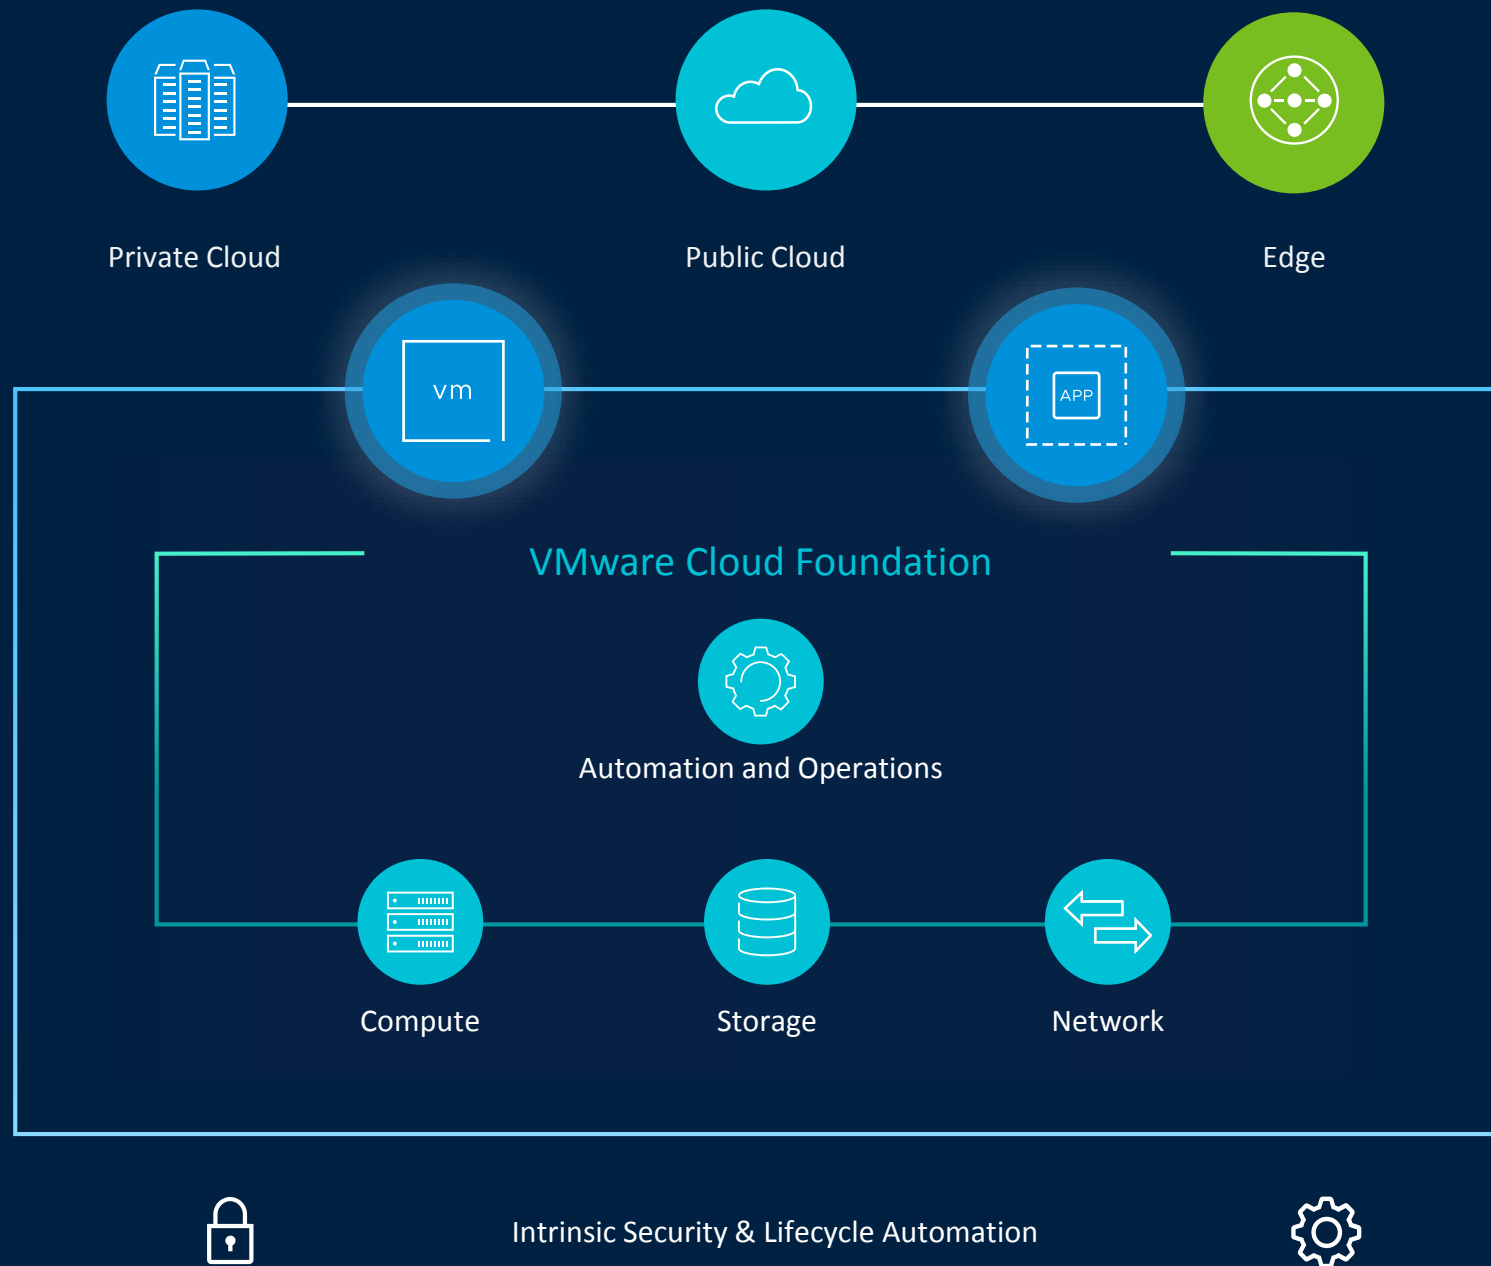 Private Cloud
Public Cloud
Edge
vm
APP
VMware Cloud Foundation
Automation and Operations
Compute
Storage
Network
Intrinsic Security & Lifecycle Automation